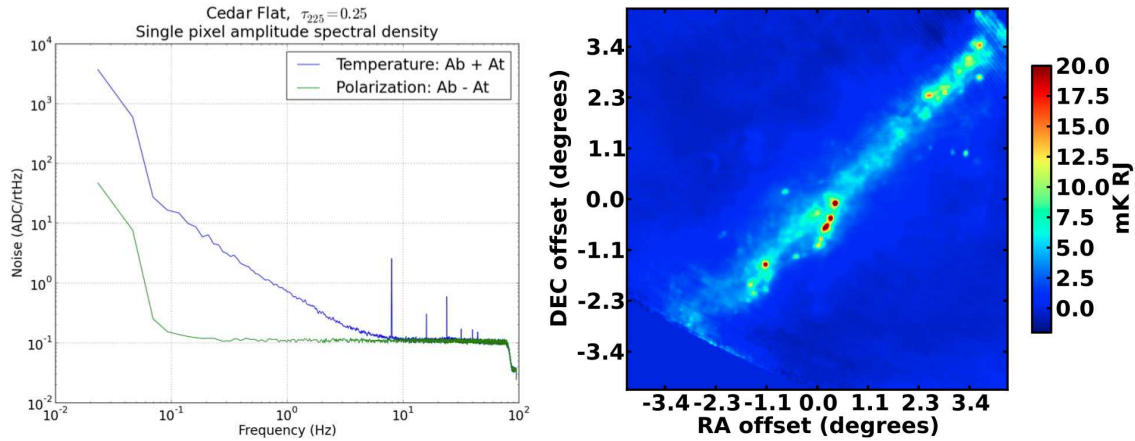 Cedar Flat, τ225=0.25
Single pixel amplitude spectral density
Noise (ADC/rtHz)
10^4
10^3
10^2
10^1
10^0
10^-1
10^-2
Temperature: Ab + At
Polarization: Ab - At
10^-2 10^-1 10^0 10^1 10^2
Frequency (Hz)
DEC offset (degrees)
3.4
2.3
1.1
0.0
-1.1
-2.3
-3.4
-3.4 -2.3 -1.1 0.0 1.1 2.3 3.4
RA offset (degrees)
20.0
17.5
15.0
12.5
10.0
7.5
5.0
2.5
0.0
mK RJ